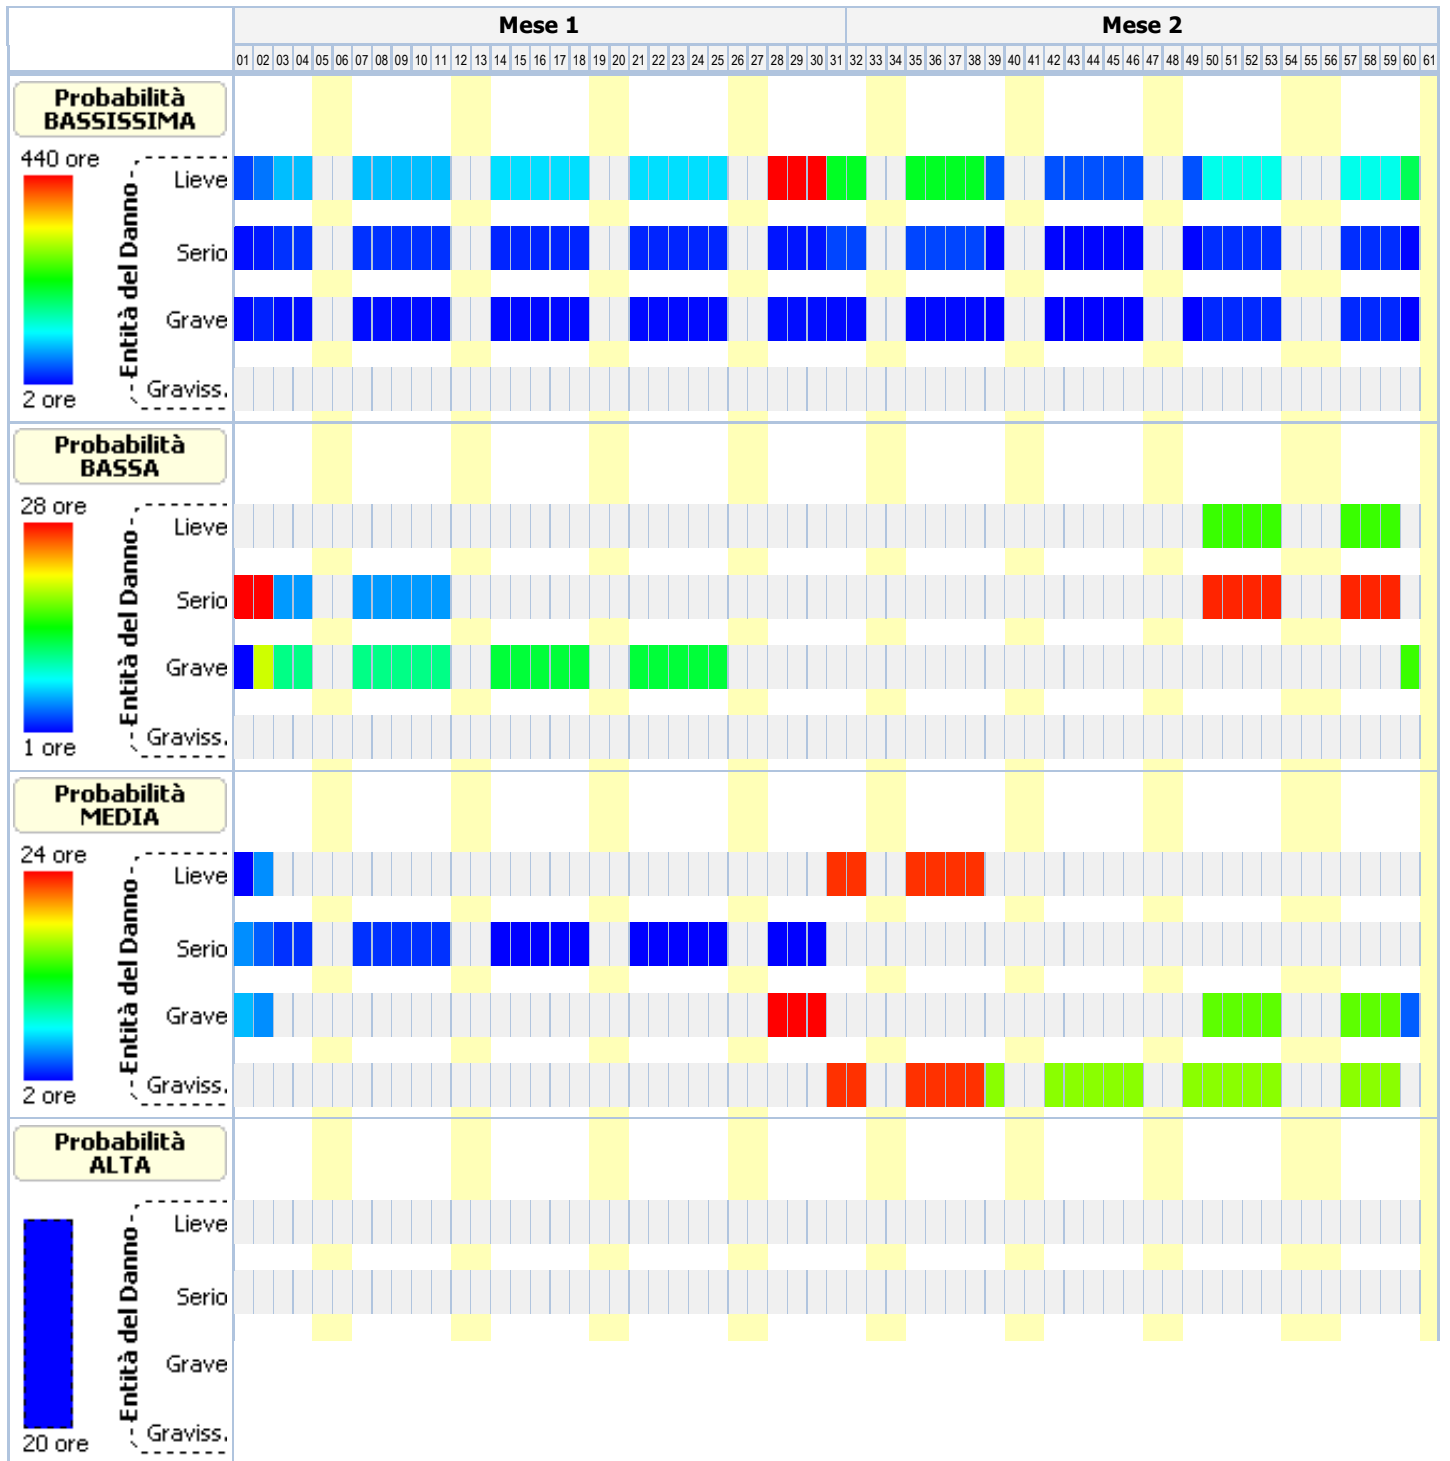 Mese 1 Mese 2
01 02 03 04 05 06 07 08 09 10 11 12 13 14 15 16 17 18 19 20 21 22 23 24 25 26 27 28 29 30 31 32 33 34 35 36 37 38 39 40 41 42 43 44 45 46 47 48 49 50 51 52 53 54 55 56 57 58 59 60 61
Probabilità
BASSISSIMA
440 ore
Entità del Danno
Lieve
Serio
Grave
Graviss.
2 ore
Probabilità
BASSA
28 ore
Entità del Danno
Lieve
Serio
Grave
Graviss.
1 ore
Probabilità
MEDIA
24 ore
Entità del Danno
Lieve
Serio
Grave
Graviss.
2 ore
Probabilità
ALTA
Entità del Danno
Lieve
Serio
Grave
Graviss.
20 ore